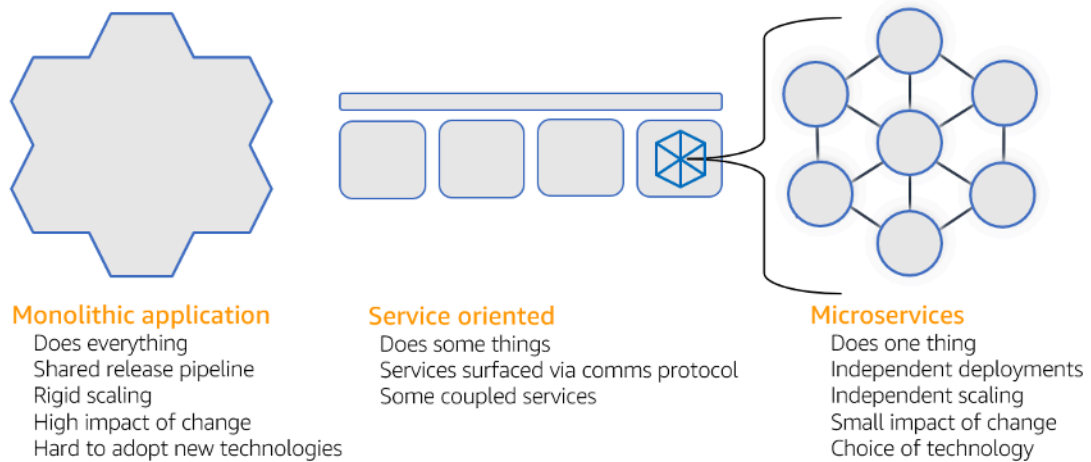 Monolithic application
Does everything
Shared release pipeline
Rigid scaling
High impact of change
Hard to adopt new technologies
Service oriented
Does some things
Services surfaced via comms protocol
Some coupled services
Microservices
Does one thing
Independent deployments
Independent scaling
Small impact of change
Choice of technology